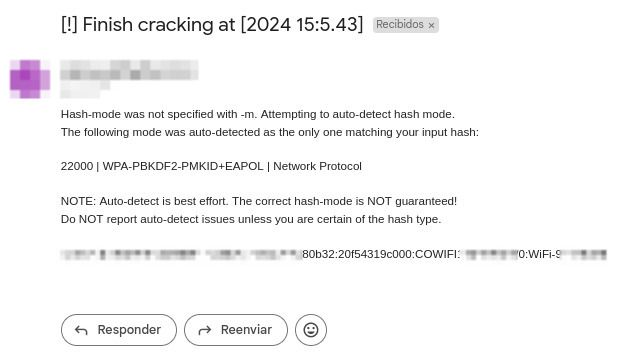 [!] Finish cracking at [2024 15:5.43] Recibidos ×
Hash-mode was not specified with -m. Attempting to auto-detect hash mode.
The following mode was auto-detected as the only one matching your input hash:
22000 | WPA-PBKDF2-PMKID+EAPOL | Network Protocol
NOTE: Auto-detect is best effort. The correct hash-mode is NOT guaranteed!
Do NOT report auto-detect issues unless you are certain of the hash type.
80b32:20f54319c000:COWIFI: 0:WiFi-9
Responder Reenviar